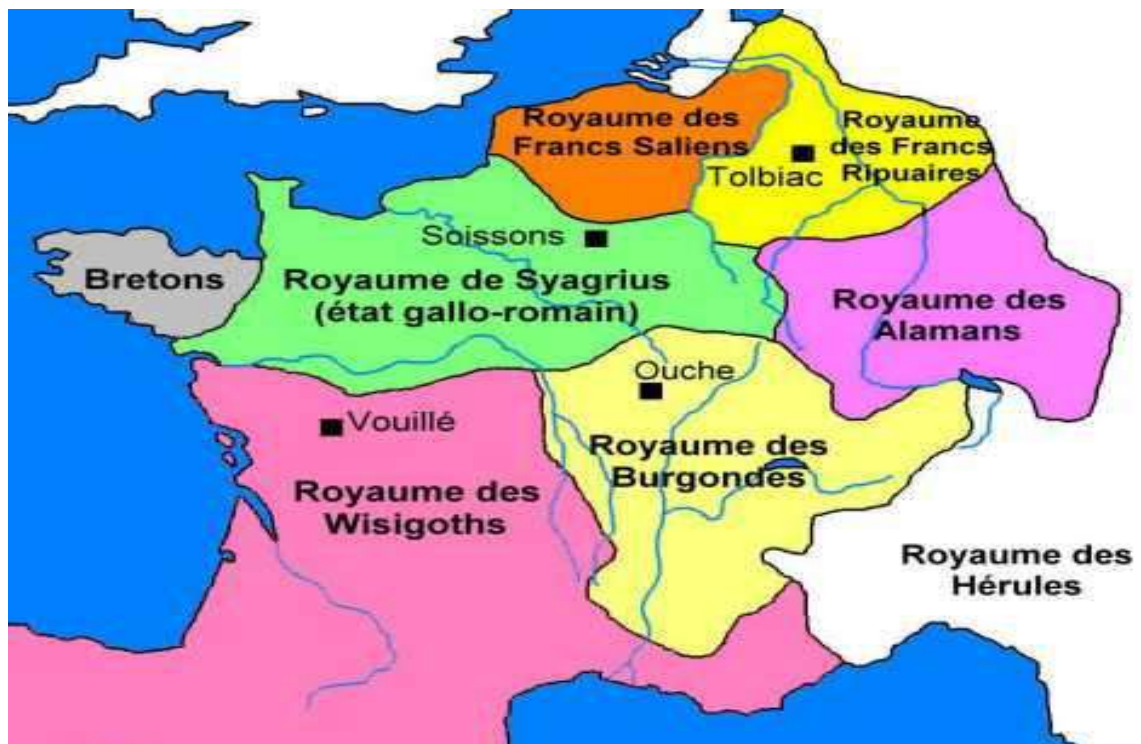 Royaume des
Francs Saliens
Royaume
des Francs
Ripuaires
Tolbiac
Soissons
Bretons
Royaume de Syagrius
(état gallo-romain)
Royaume des
Alamans
Ouche
Vouillé
Royaume des
Burgondes
Royaume des
Wisigoths
Royaume des
Hérules